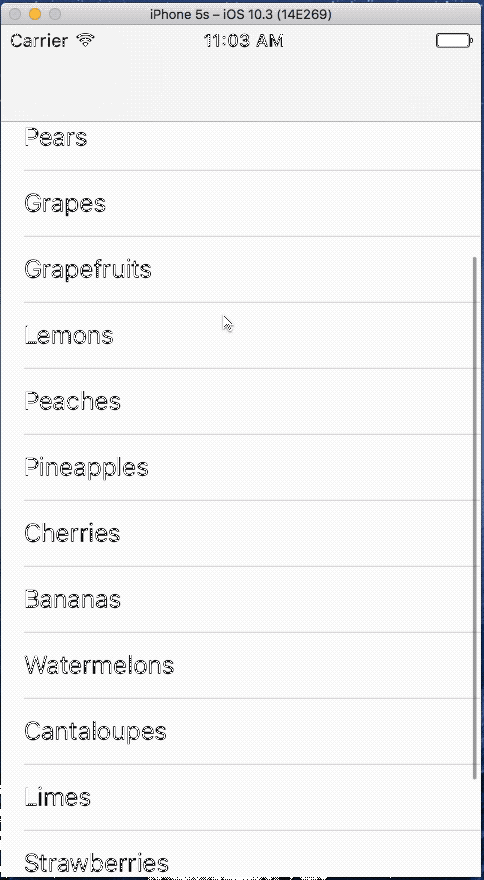 iPhone 5s – iOS 10.3 (14E269)
Carrier 11:03 AM
Pears
Grapes
Grapefruits
Lemons
Peaches
Pineapples
Cherries
Bananas
Watermelons
Cantaloupes
Limes
Strawberries